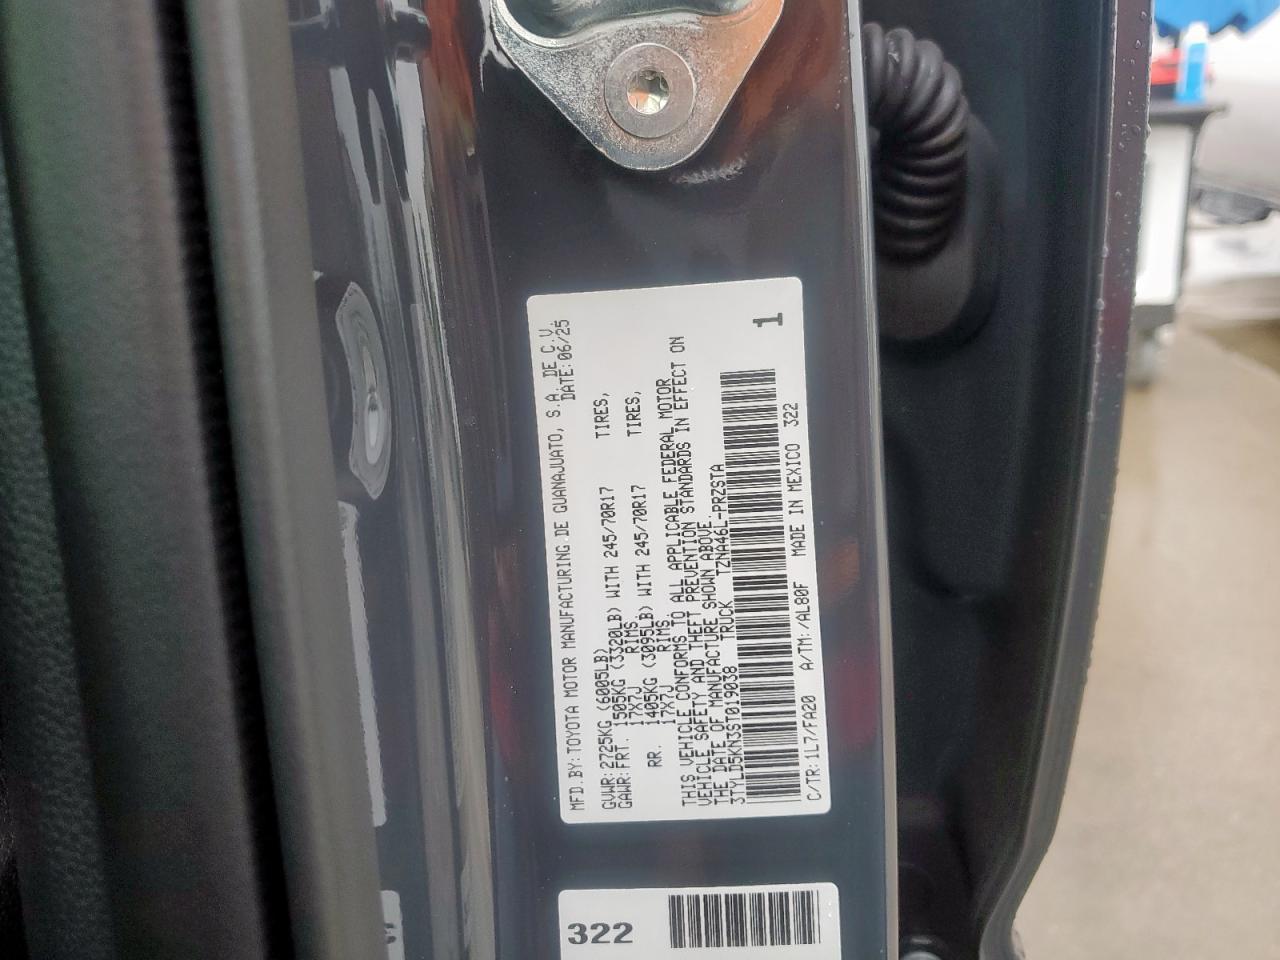 MFD.BY:TOYOTA MOTOR MANUFACTURING DE GUANAJUATO, S.A. DE C.V.
DATE:06/25
GVWR:2725KG (6005LB)
GAWR:FRT. 1505KG (3320LB) WITH 245/70R17 TIRES,
17X7J RIMS
RR. 1405KG (3095LB) WITH 245/70R17 TIRES,
17X7J RIMS
THIS VEHICLE CONFORMS TO ALL APPLICABLE FEDERAL MOTOR
VEHICLE SAFETY AND THEFT PREVENTION STANDARDS IN EFFECT ON
THE DATE OF MANUFACTURE SHOWN ABOVE.
3TYLD5KN3ST019038 TRUCK TZNA46L-PRZSTA
1
C/TR:1L7/FA20 A/TM:/AL80F MADE IN MEXICO 322
322